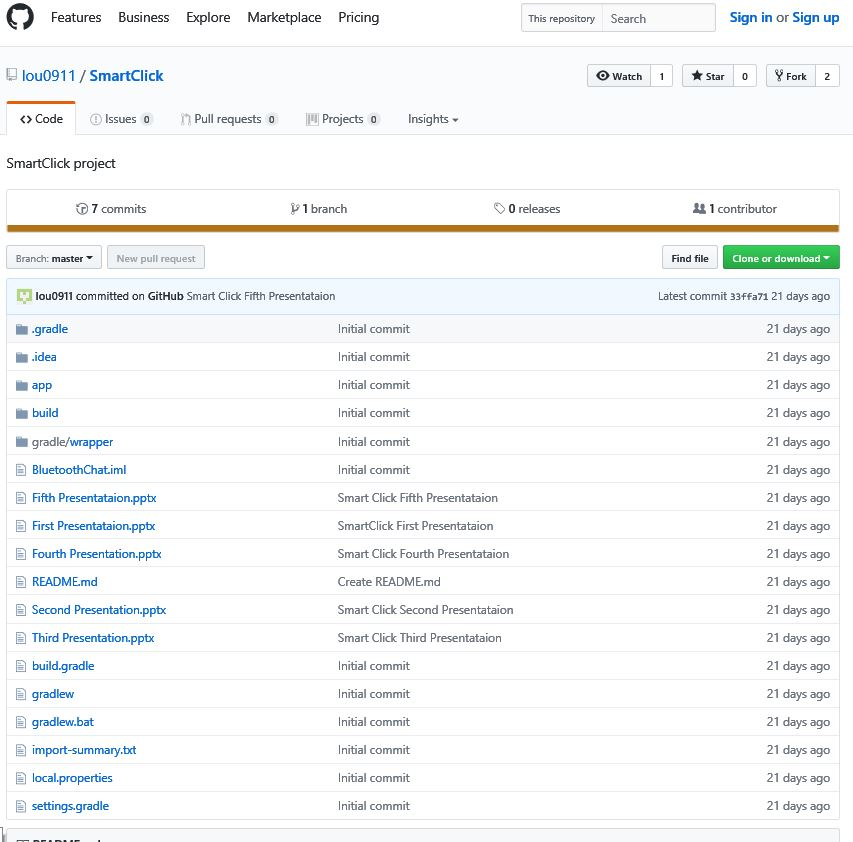 Features Business Explore Marketplace Pricing This repository Search Sign in or Sign up
lou0911 / SmartClick Watch 1 Star 0 Fork 2
<> Code Issues 0 Pull requests 0 Projects 0 Insights
SmartClick project
7 commits 1 branch 0 releases 1 contributor
Branch: master New pull request Find file Clone or download
lou0911 committed on GitHub Smart Click Fifth Presentataion Latest commit 33ffa71 21 days ago
.gradle Initial commit 21 days ago
.idea Initial commit 21 days ago
app Initial commit 21 days ago
build Initial commit 21 days ago
gradle/wrapper Initial commit 21 days ago
BluetoothChat.iml Initial commit 21 days ago
Fifth Presentataion.pptx Smart Click Fifth Presentataion 21 days ago
First Presentataion.pptx SmartClick First Presentataion 21 days ago
Fourth Presentation.pptx Smart Click Fourth Presentataion 21 days ago
README.md Create README.md 21 days ago
Second Presentation.pptx Smart Click Second Presentataion 21 days ago
Third Presentation.pptx Smart Click Third Presentataion 21 days ago
build.gradle Initial commit 21 days ago
gradlew Initial commit 21 days ago
gradlew.bat Initial commit 21 days ago
import-summary.txt Initial commit 21 days ago
local.properties Initial commit 21 days ago
settings.gradle Initial commit 21 days ago